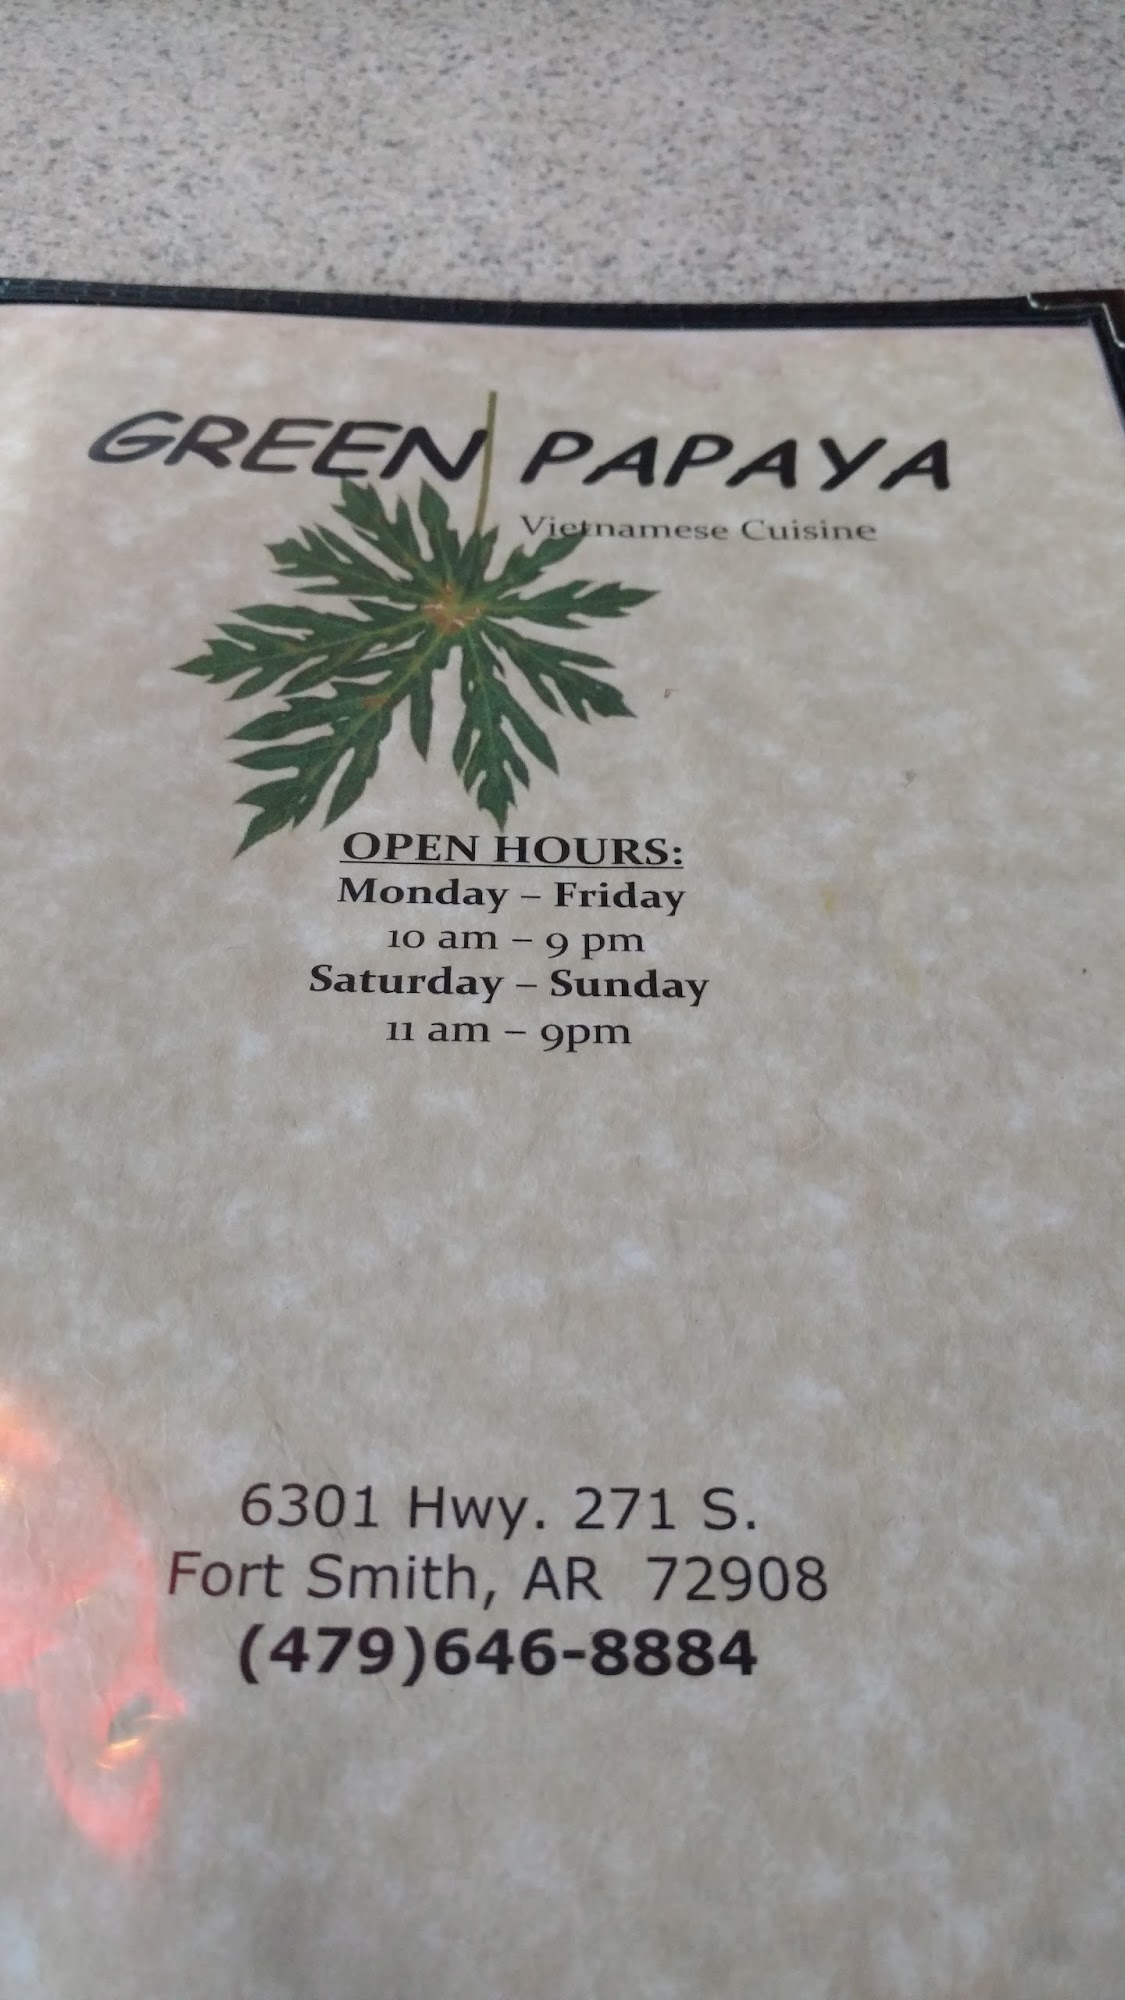 GREEN PAPAYA
Vietnamese Cuisine
OPEN HOURS:
Monday – Friday
10 am – 9 pm
Saturday – Sunday
11 am – 9pm
6301 Hwy. 271 S.
Fort Smith, AR  72908
(479)646-8884